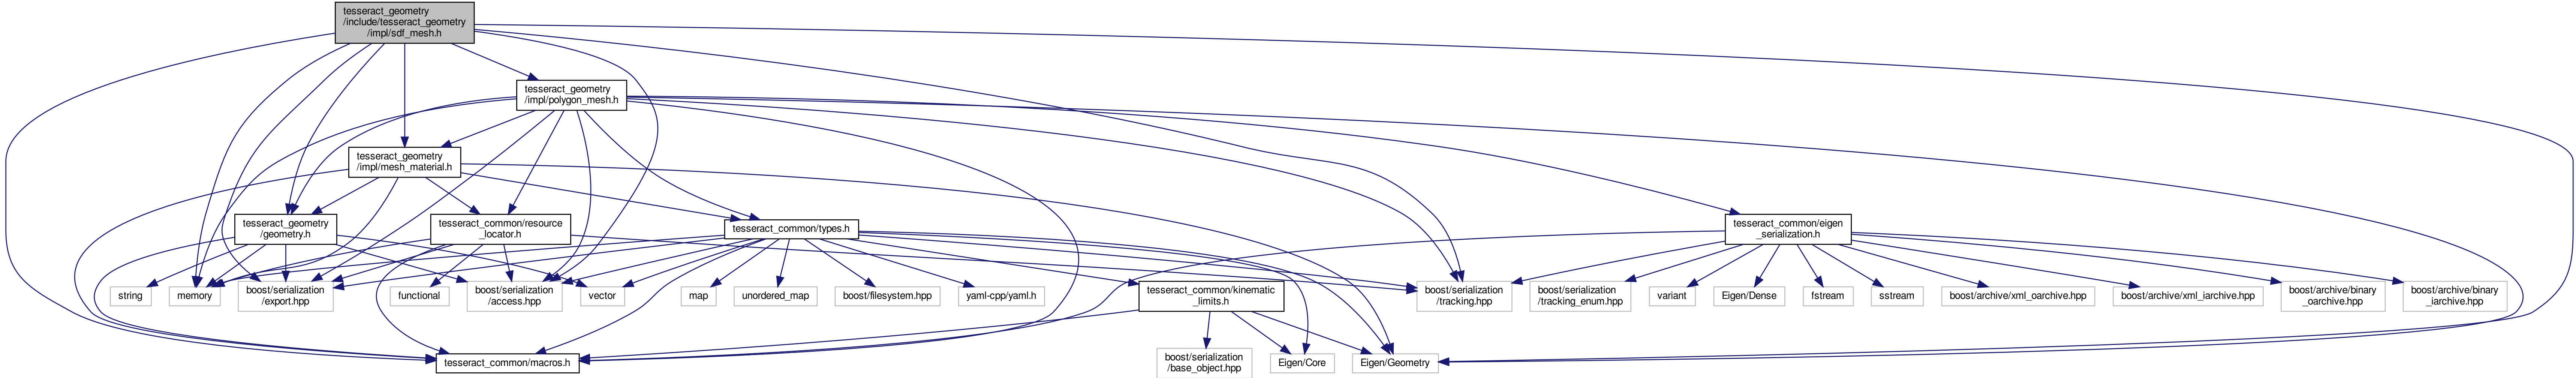 tesseract_geometry
/include/tesseract_geometry
/impl/sdf_mesh.h
tesseract_geometry
/impl/polygon_mesh.h
tesseract_geometry
/impl/mesh_material.h
tesseract_geometry
/geometry.h
tesseract_common/resource
_locator.h
tesseract_common/types.h
tesseract_common/eigen
_serialization.h
string
memory
boost/serialization
/export.hpp
functional
boost/serialization
/access.hpp
vector
map
unordered_map
boost/filesystem.hpp
yaml-cpp/yaml.h
tesseract_common/kinematic
_limits.h
boost/serialization
/tracking.hpp
boost/serialization
/tracking_enum.hpp
variant
Eigen/Dense
fstream
sstream
boost/archive/xml_oarchive.hpp
boost/archive/xml_iarchive.hpp
boost/archive/binary
_oarchive.hpp
boost/archive/binary
_iarchive.hpp
tesseract_common/macros.h
boost/serialization
/base_object.hpp
Eigen/Core
Eigen/Geometry